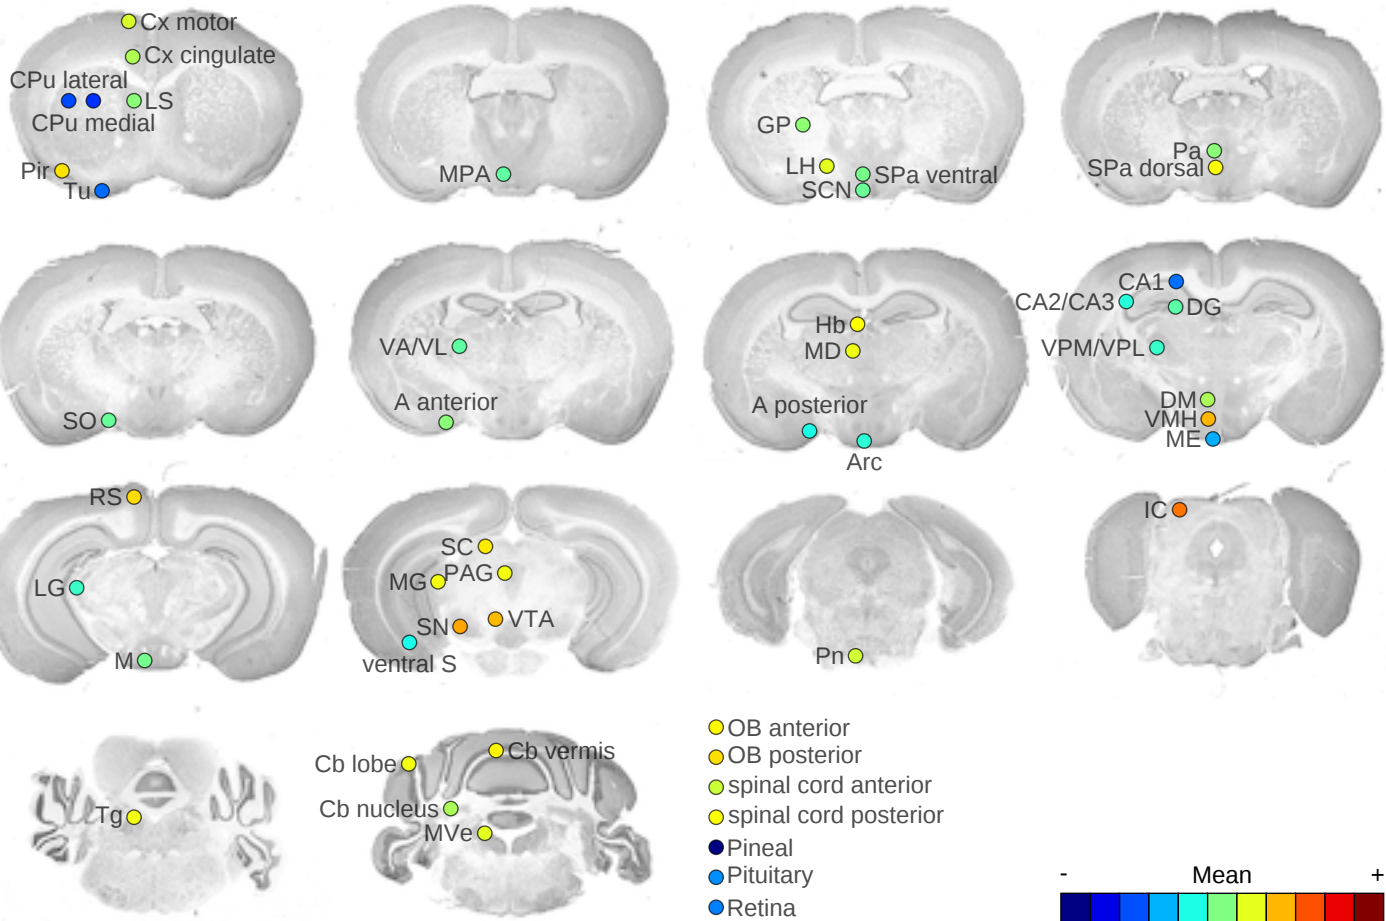 Cx motor
Cx cingulate
CPu lateral
LS
CPu medial
Pir
Tu
MPA
GP
LH
SPa ventral
SCN
Pa
SPa dorsal
SO
VA/VL
A anterior
Hb
MD
A posterior
Arc
CA1
CA2/CA3
DG
VPM/VPL
DM
VMH
ME
RS
LG
M
SC
MG
PAG
SN
VTA
ventral S
Pn
IC
Tg
Cb lobe
Cb vermis
Cb nucleus
MVe
OB anterior
OB posterior
spinal cord anterior
spinal cord posterior
Pineal
Pituitary
Retina
- Mean +